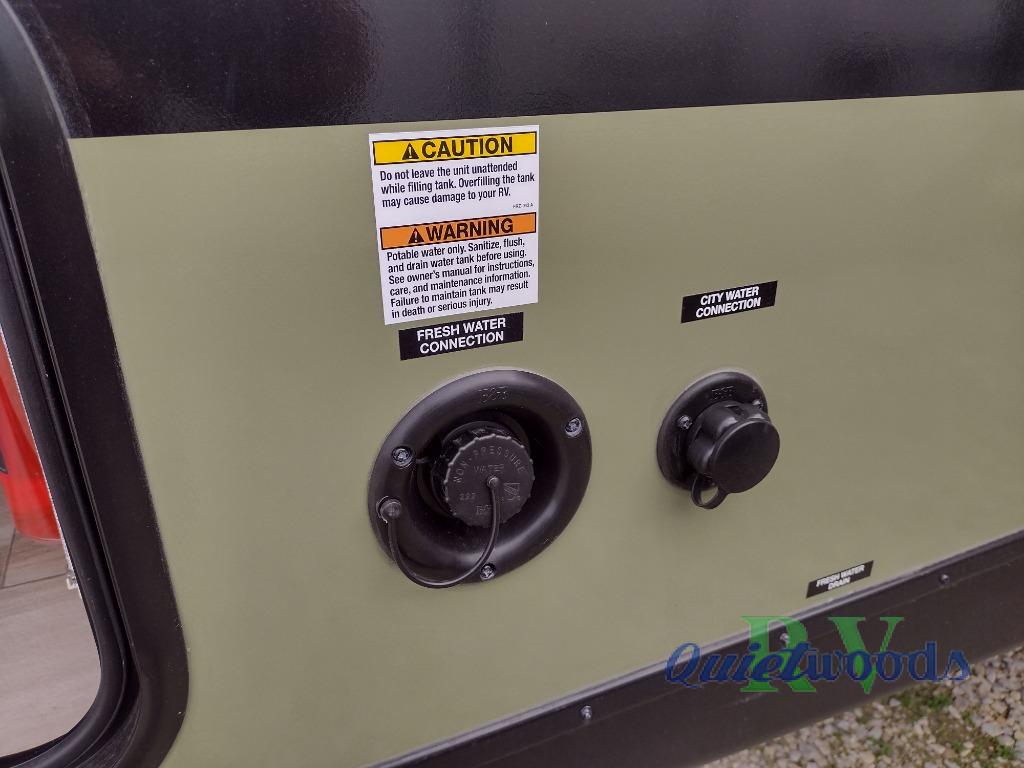 CAUTION
Do not leave the unit unattended
while filling tank. Overfilling the tank
may cause damage to your RV.
WARNING
Potable water only. Sanitize, flush,
and drain water tank before using.
See owner's manual for instructions,
care, and maintenance information.
Failure to maintain tank may result
in death or serious injury.
FRESH WATER
CONNECTION
CITY WATER
CONNECTION
NON-PRESSURE
WATER
FRESH WATER
DRAIN
Quietwoods RV